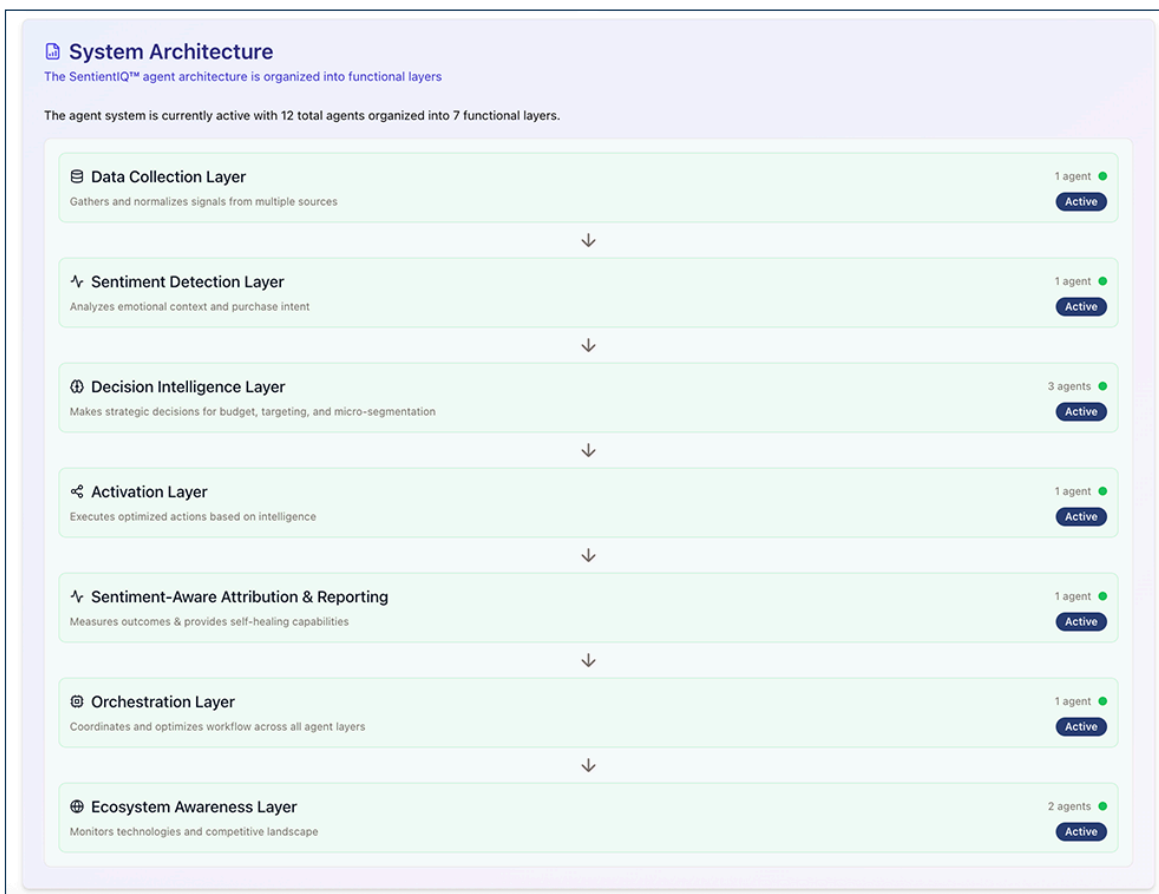 System Architecture
The SentientIQ™ agent architecture is organized into functional layers
The agent system is currently active with 12 total agents organized into 7 functional layers.
Data Collection Layer
1 agent
Gathers and normalizes signals from multiple sources
Active
Sentiment Detection Layer
1 agent
Analyzes emotional context and purchase intent
Active
Decision Intelligence Layer
3 agents
Makes strategic decisions for budget, targeting, and micro-segmentation
Active
Activation Layer
1 agent
Executes optimized actions based on intelligence
Active
Sentiment-Aware Attribution & Reporting
1 agent
Measures outcomes & provides self-healing capabilities
Active
Orchestration Layer
1 agent
Coordinates and optimizes workflow across all agent layers
Active
Ecosystem Awareness Layer
2 agents
Monitors technologies and competitive landscape
Active